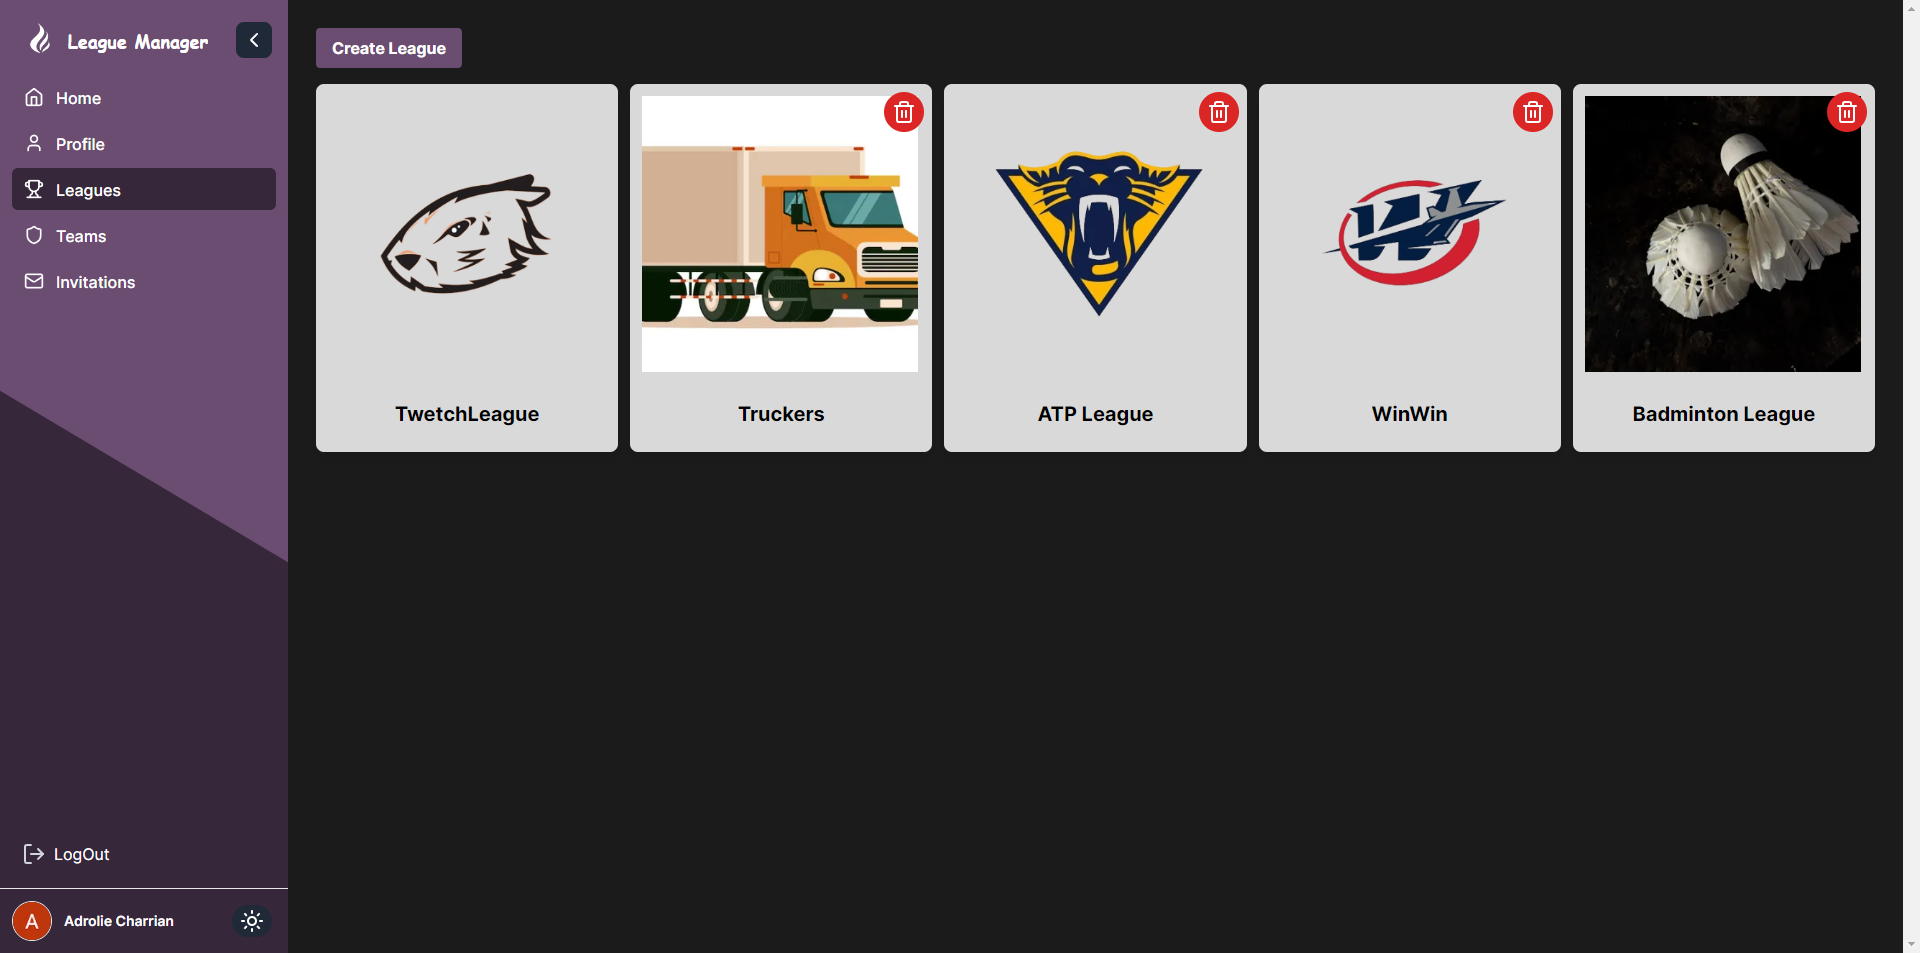 League Manager
Home
Profile
Leagues
Teams
Invitations
LogOut
A
Adrolie Charrian
Create League
TwetchLeague
Truckers
ATP League
W
WinWin
Badminton League